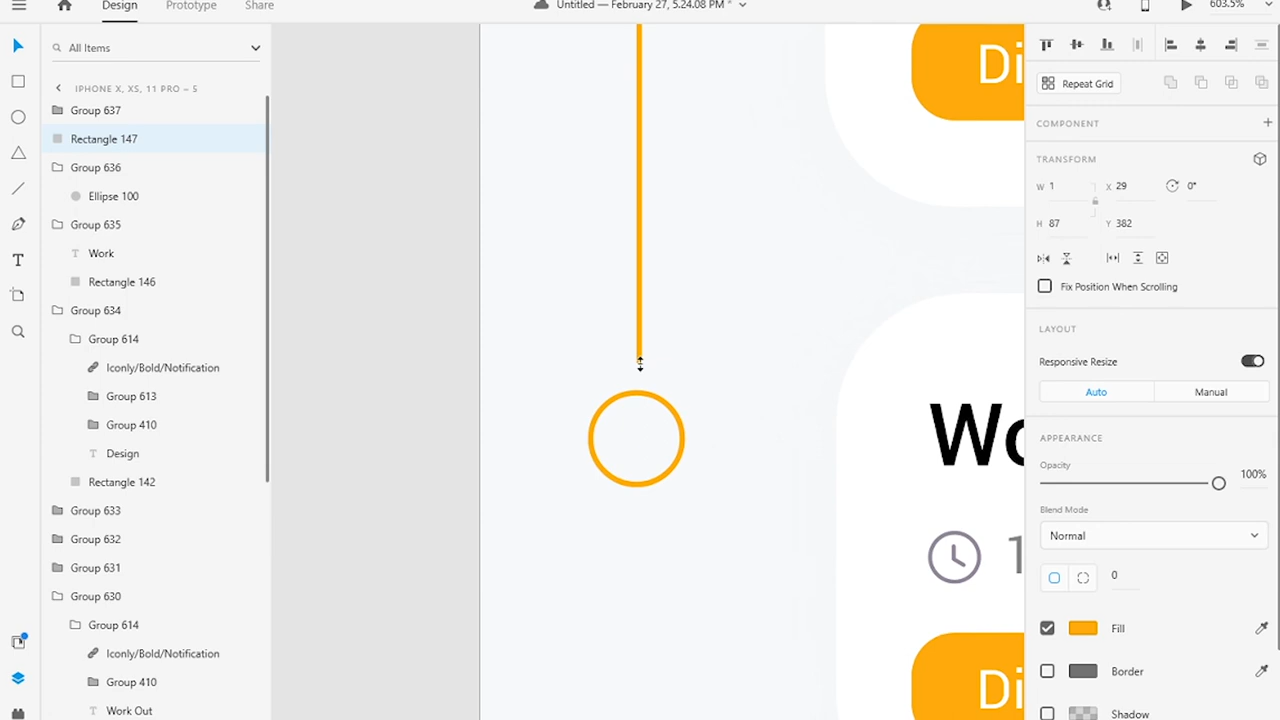 Design
Prototype
Share
Untitled — February 27, 5.24.08 PM *
603.5%
All Items
IPHONE X, XS, 11 PRO – 5
Group 637
Rectangle 147
Group 636
Ellipse 100
Group 635
Work
Rectangle 146
Group 634
Group 614
Iconly/Bold/Notification
Group 613
Group 410
Design
Rectangle 142
Group 633
Group 632
Group 631
Group 630
Group 614
Iconly/Bold/Notification
Group 410
Work Out
Di
Wo
1
Di
Repeat Grid
COMPONENT
TRANSFORM
W 1 X 29 0°
H 87 Y 382
Fix Position When Scrolling
LAYOUT
Responsive Resize
Auto Manual
APPEARANCE
Opacity
100%
Blend Mode
Normal
0
Fill
Border
Shadow